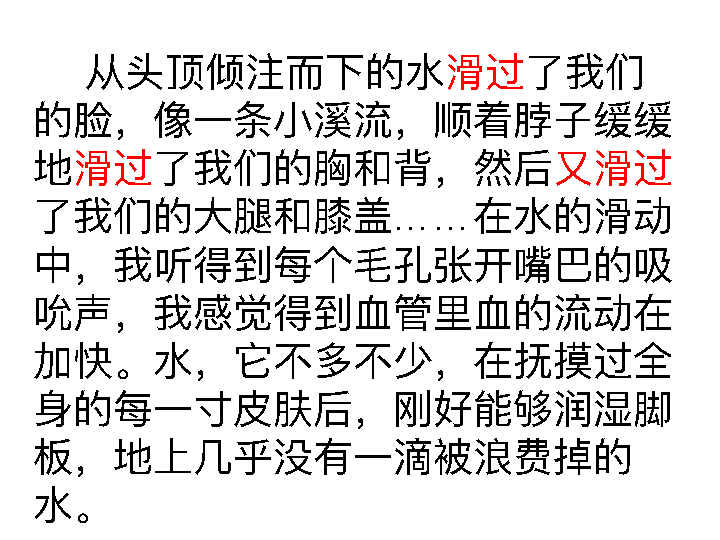 从头顶倾注而下的水滑过了我们
的脸，像一条小溪流，顺着脖子缓缓
地滑过了我们的胸和背，然后又滑过
了我们的大腿和膝盖……在水的滑动
中，我听得到每个毛孔张开嘴巴的吸
吮声，我感觉得到血管里血的流动在
加快。水，它不多不少，在抚摸过全
身的每一寸皮肤后，刚好能够润湿脚
板，地上几乎没有一滴被浪费掉的
水。